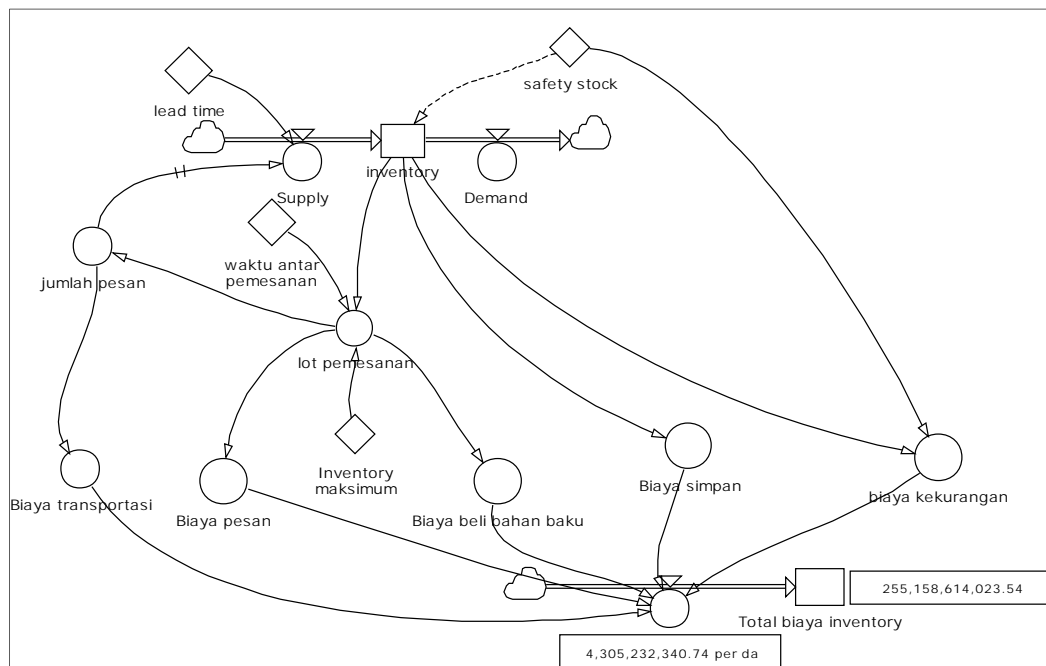 safety stock
lead time
inventory
Supply
Demand
waktu antar
pemesanan
jumlah pesan
lot pemesanan
Inventory
maksimum
Biaya simpan
biaya kekurangan
Biaya transportasi
Biaya pesan
Biaya beli bahan baku
255,158,614,023.54
Total biaya inventory
4,305,232,340.74 per da